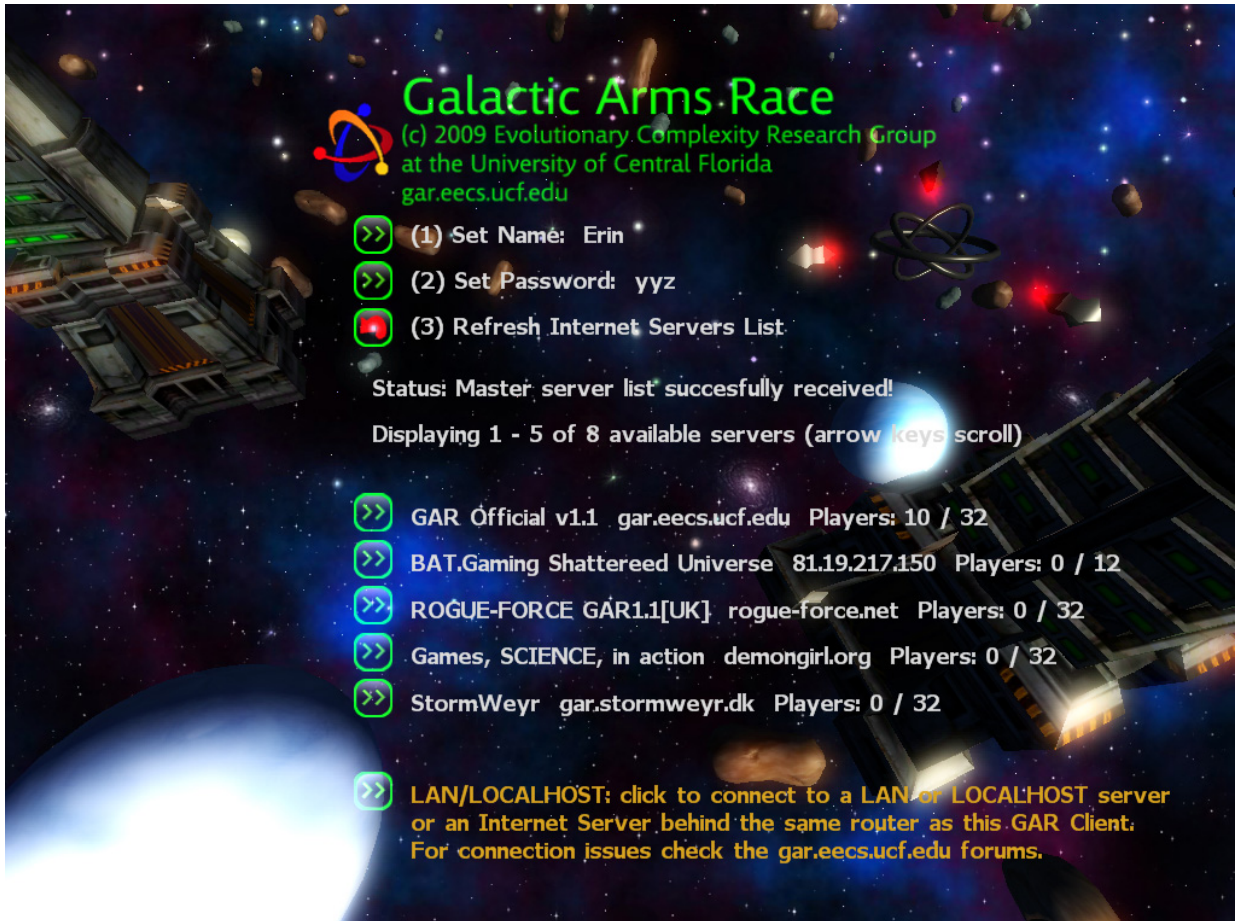 Galactic Arms Race
(c) 2009 Evolutionary Complexity Research Group
at the University of Central Florida
gar.eecs.ucf.edu
>> (1) Set Name: Erin
>> (2) Set Password: yyz
(3) Refresh Internet Servers List
Status: Master server list succesfully received!
Displaying 1 - 5 of 8 available servers (arrow keys scroll)
>> GAR Official v1.1 gar.eecs.ucf.edu Players: 10 / 32
>> BAT.Gaming Shattereed Universe 81.19.217.150 Players: 0 / 12
>> ROGUE-FORCE GAR1.1[UK] rogue-force.net Players: 0 / 32
>> Games, SCIENCE, in action demongirl.org Players: 0 / 32
>> StormWeyr gar.stormweyr.dk Players: 0 / 32
>> LAN/LOCALHOST: click to connect to a LAN or LOCALHOST server
or an Internet Server behind the same router as this GAR Client.
For connection issues check the gar.eecs.ucf.edu forums.